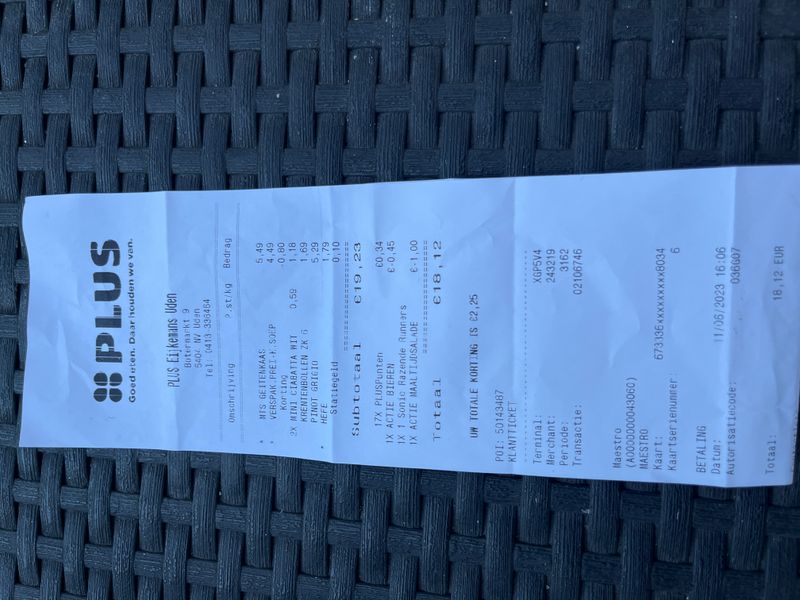 PLUS
Goed eten. Daar houden we van.
PLUS Eijkemans Uden
Botermarkt 9
5404 NV Uden
Tel: 0413-336464
Omschrijving P.st/kg Bedrag
* MTS GEITENKAAS 5,49
* VERSPAK.PREI-K.SOEP 4,49
Korting -0,80
2X MINI CIABATTA WIT 0,59 1,18
KRENTENBOLLEN ZK 6 1,69
PINOT GRIGIO 5,29
* HEFE 1,79
Statiegeld 0,10
Subtotaal €19,23
17X PLUSPunten €0,34
1X ACTIE BIEREN €-0,45
1X 1 Sonic Razende Runners
1X ACTIE MAALTIJDSALADE €-1,00
Totaal €18,12
UW TOTALE KORTING IS €2,25
POI: 50143487
KLANTTICKET
Terminal: XGP5V4
Merchant: 243219
Periode: 3162
Transactie: 02106746
Maestro
(A0000000043060)
MAESTRO
Kaart: 673336xxxxxxxxx8034
Kaartserienummer: 6
BETALING
Datum: 11/06/2023 16:06
Autorisatiecode: 036G07
Totaal: 18,12 EUR